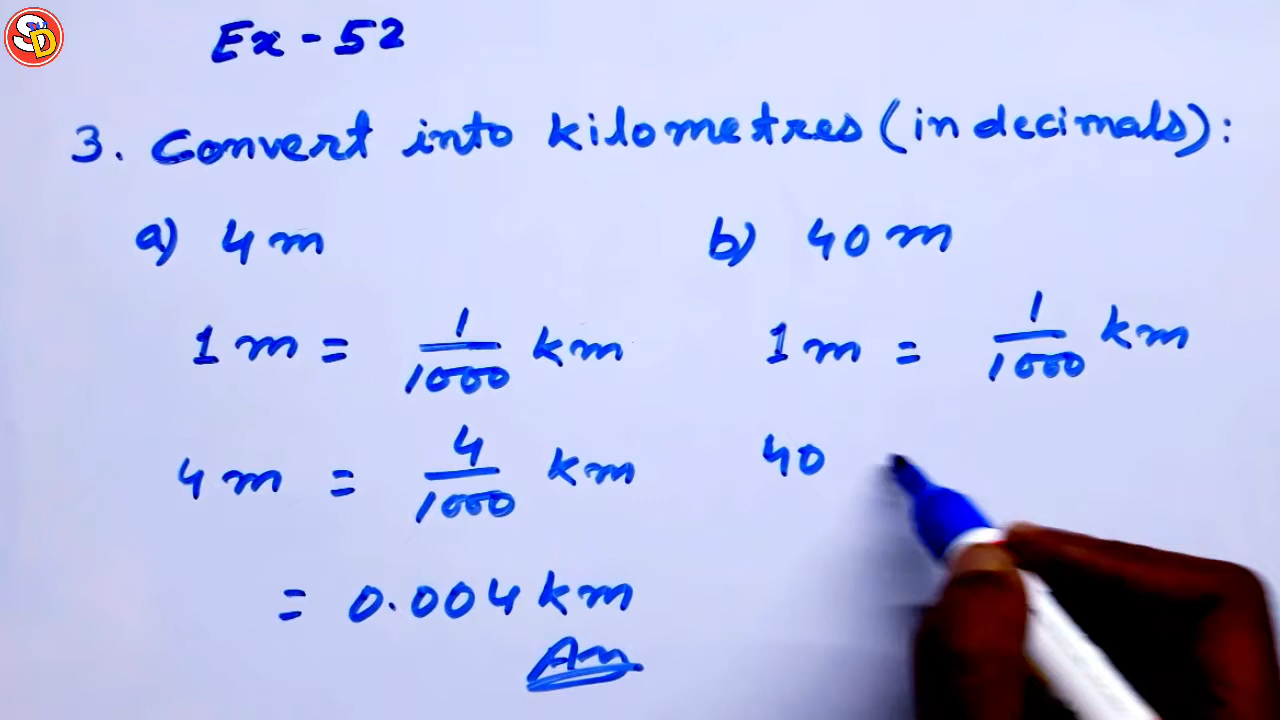 SD
Ex - 52
3. Convert into kilometres (in decimals):
a) 4 m
1 m = 1/1000 km
4 m = 4/1000 km
= 0.004 km
Ans
b) 40 m
1 m = 1/1000 km
40